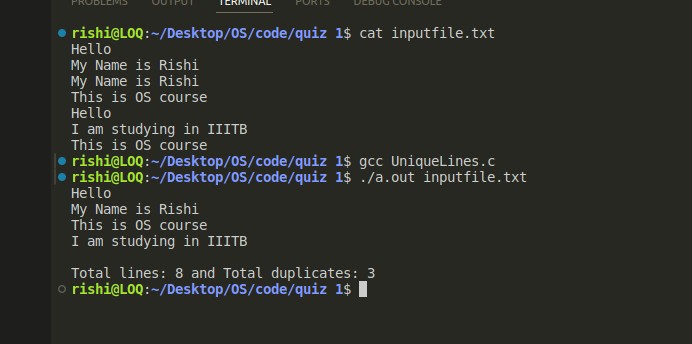 PROBLEMS OUTPUT TERMINAL PORTS DEBUG CONSOLE
rishi@LOQ:~/Desktop/OS/code/quiz 1$ cat inputfile.txt
Hello
My Name is Rishi
My Name is Rishi
This is OS course
Hello
I am studying in IIITB
This is OS course
rishi@LOQ:~/Desktop/OS/code/quiz 1$ gcc UniqueLines.c
rishi@LOQ:~/Desktop/OS/code/quiz 1$ ./a.out inputfile.txt
Hello
My Name is Rishi
This is OS course
I am studying in IIITB
Total lines: 8 and Total duplicates: 3
rishi@LOQ:~/Desktop/OS/code/quiz 1$